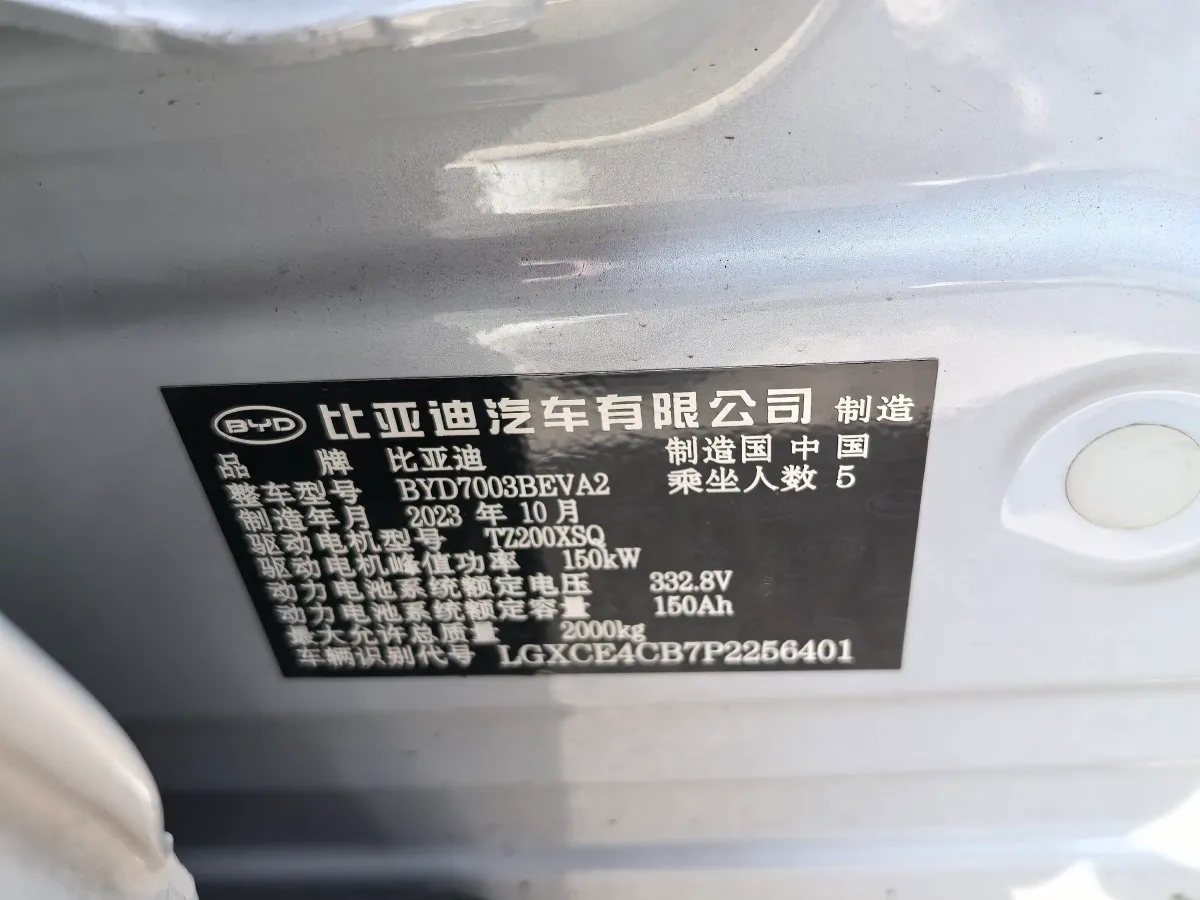 BYD 比亚迪汽车有限公司 制造
品 牌 比亚迪 制造国 中国
整车型号 BYD7003BEVA2 乘坐人数 5
制造年月 2023 年 10 月
驱动电机型号 TZ200XSQ
驱动电机峰值功率 150kW
动力电池系统额定电压 332.8V
动力电池系统额定容量 150Ah
最大允许总质量 2000kg
车辆识别代号 LGXCE4CB7P2256401